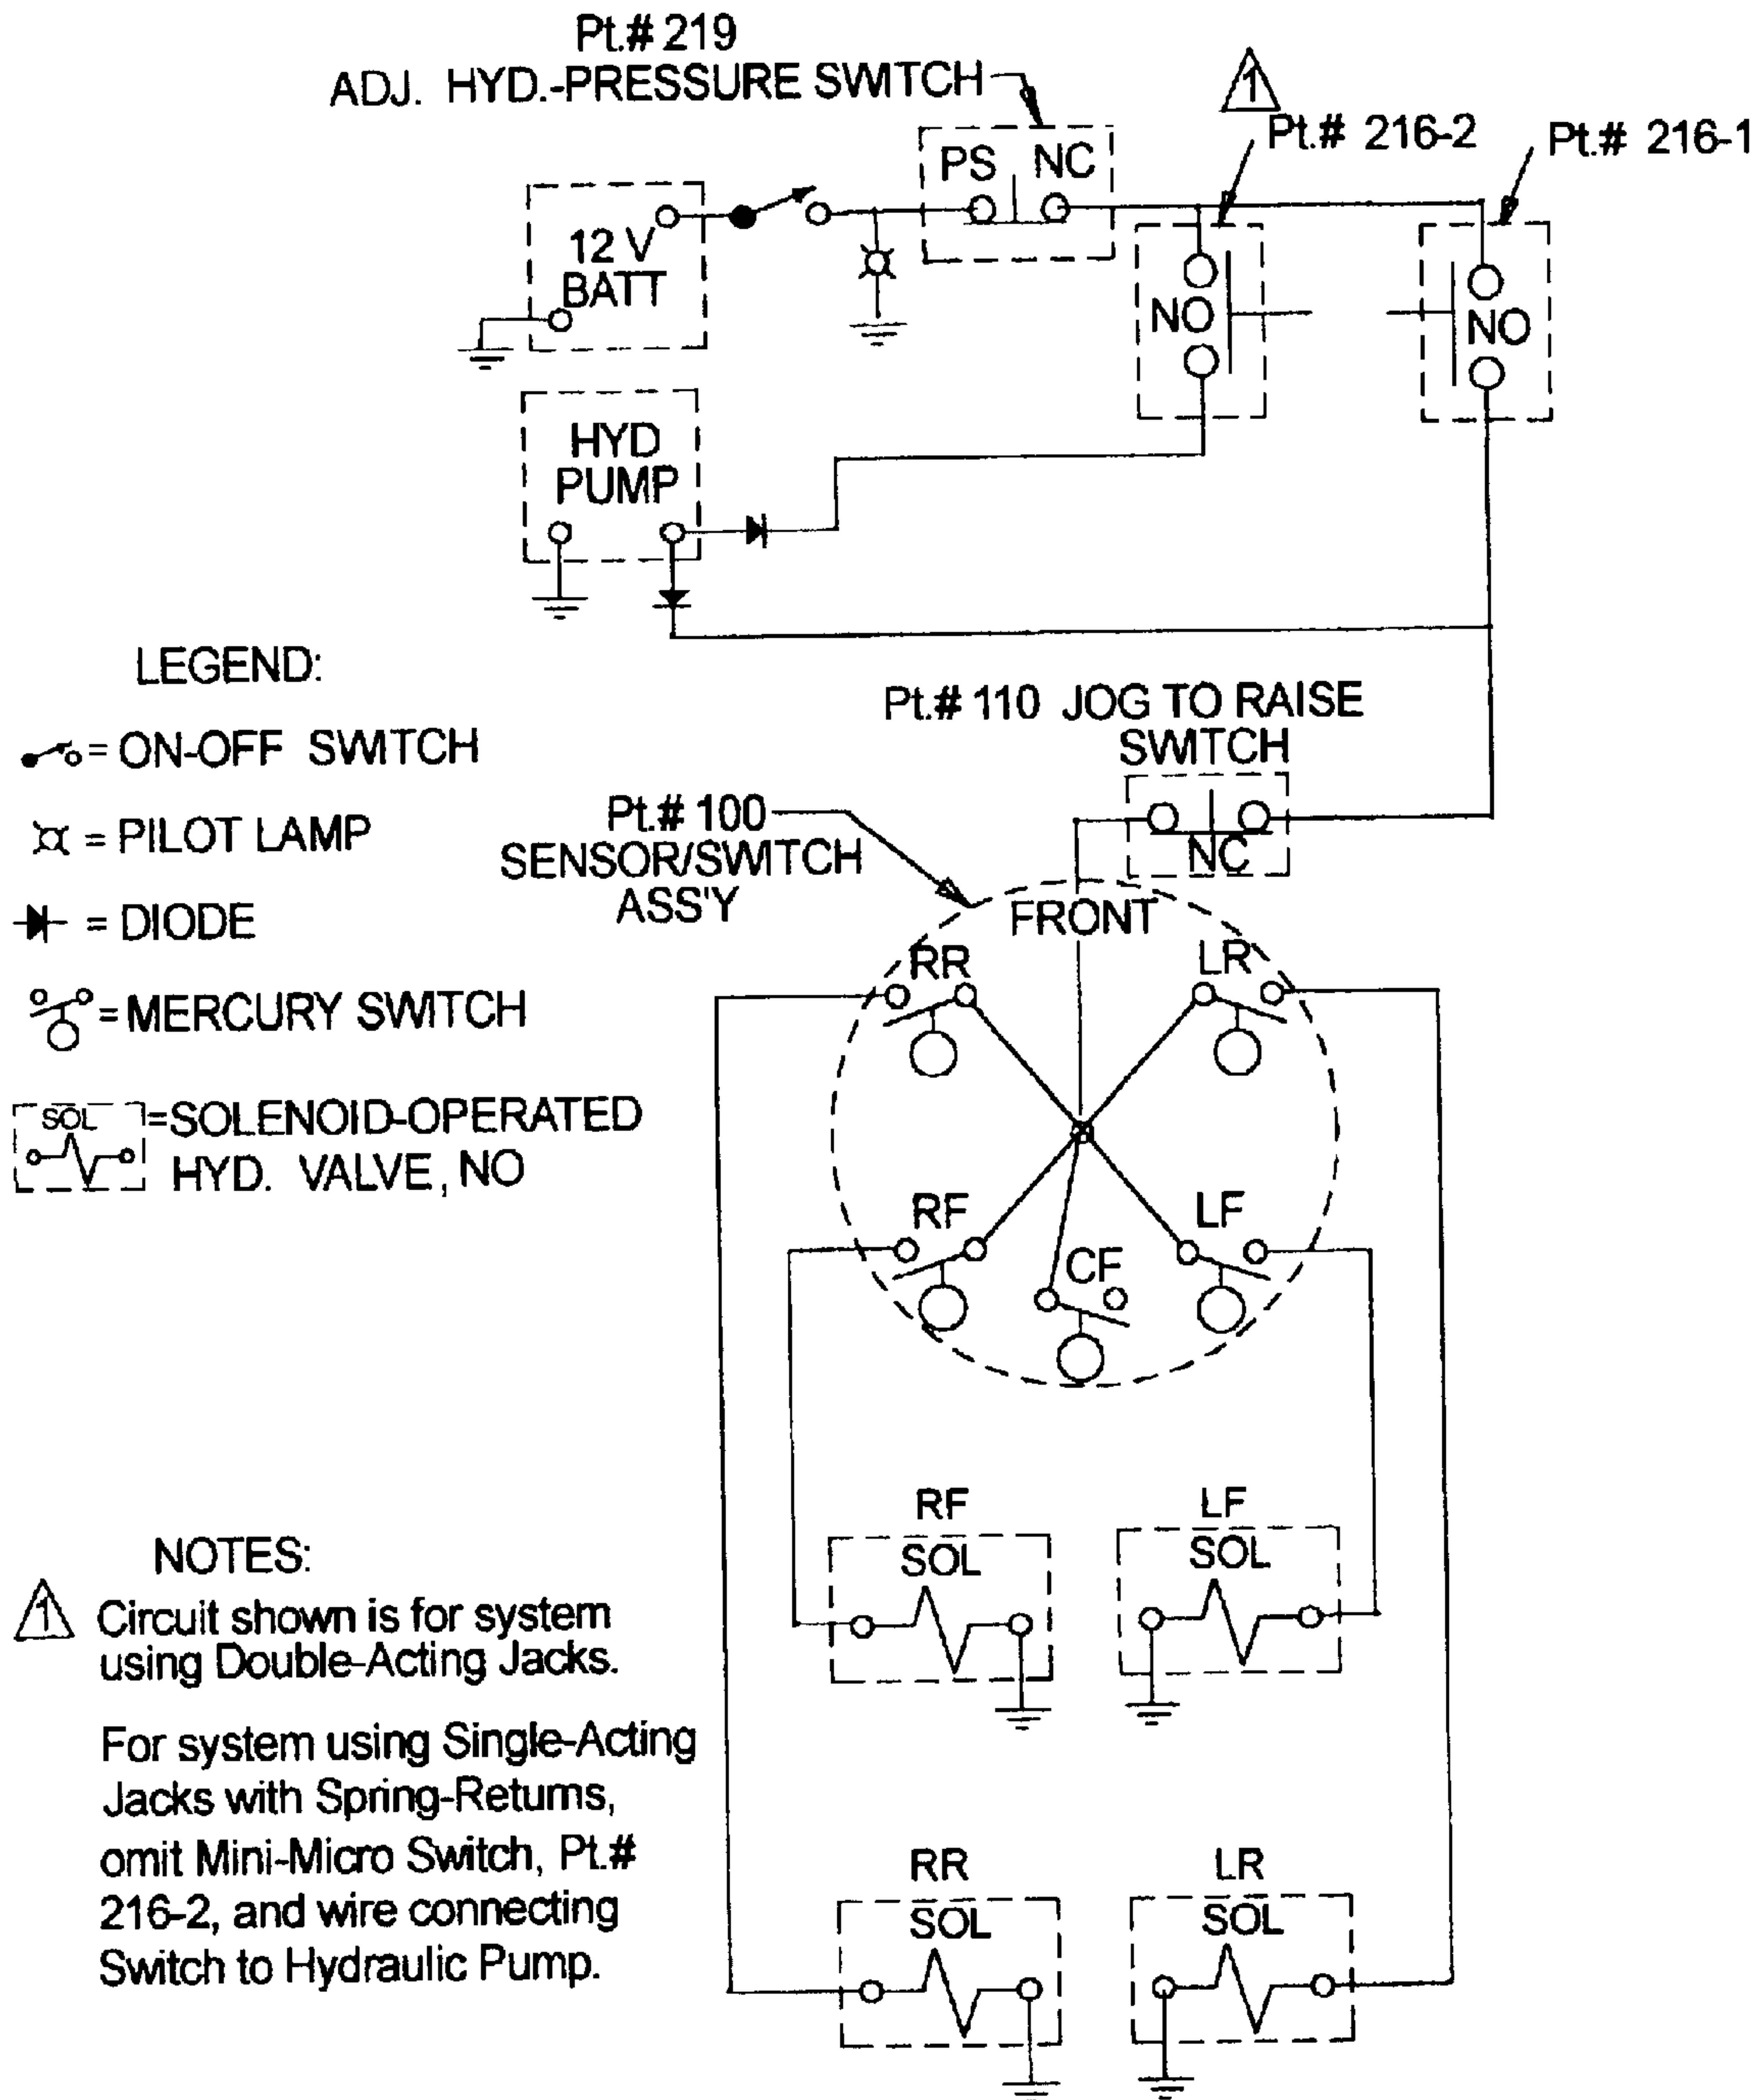 Pt.# 219
ADJ. HYD.-PRESSURE SWITCH
1
Pt.# 216-2
Pt.# 216-1
PS NC
12 V
BATT
NO
NO
HYD
PUMP
LEGEND:
= ON-OFF SWITCH
= PILOT LAMP
= DIODE
= MERCURY SWITCH
SOL =SOLENOID-OPERATED
HYD. VALVE, NO
Pt.# 110 JOG TO RAISE
SWITCH
NC
Pt.# 100
SENSOR/SWITCH
ASS'Y
FRONT
RR
LR
RF
LF
CF
RF
SOL
LF
SOL
RR
SOL
LR
SOL
NOTES:
1 Circuit shown is for system
using Double-Acting Jacks.
For system using Single-Acting
Jacks with Spring-Returns,
omit Mini-Micro Switch, Pt.#
216-2, and wire connecting
Switch to Hydraulic Pump.